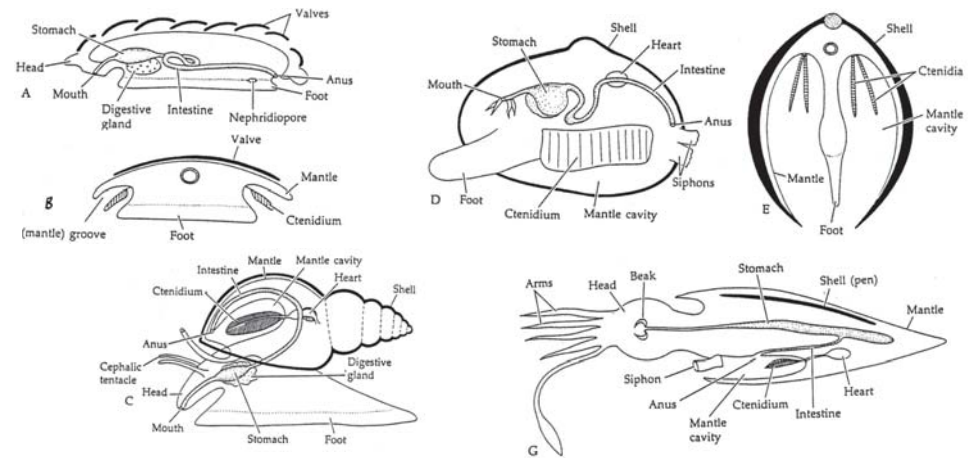 Valves
Stomach
Head
A
Mouth
Digestive
gland
Intestine
Nephridiopore
Foot
Anus
Valve
B
Mantle
(mantle) groove
Foot
Ctenidium
Mantle
Mantle cavity
Intestine
Heart
Ctenidium
Shell
Anus
Cephalic
tentacle
Head
C
Mouth
Stomach
Digestive
gland
Foot
Shell
Stomach
Heart
Intestine
Mouth
Anus
Siphons
D
Foot
Ctenidium
Mantle cavity
Shell
Ctenidia
Mantle
cavity
Mantle
E
Foot
Arms
Head
Beak
Stomach
Shell (pen)
Mantle
Siphon
Anus
Mantle
cavity
Ctenidium
Intestine
Heart
G